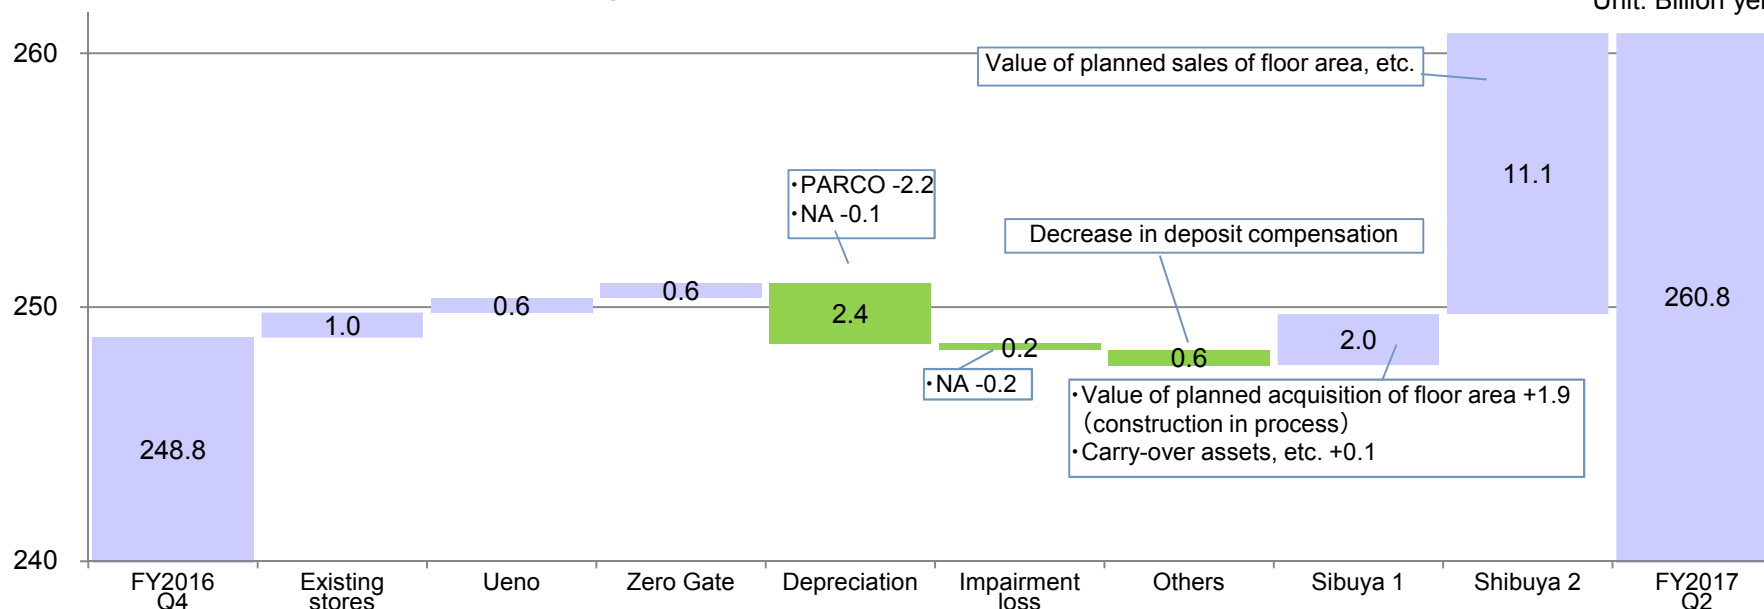 Unit: Billion yen
260
Value of planned sales of floor area, etc.
11.1
・PARCO -2.2
・NA -0.1
Decrease in deposit compensation
250
1.0
0.6
0.6
2.4
0.2
0.6
2.0
260.8
・NA -0.2
・Value of planned acquisition of floor area +1.9
（construction in process）
・Carry-over assets, etc. +0.1
248.8
240
FY2016
Q4
Existing
stores
Ueno
Zero Gate
Depreciation
Impairment
loss
Others
Sibuya 1
Shibuya 2
FY2017
Q2